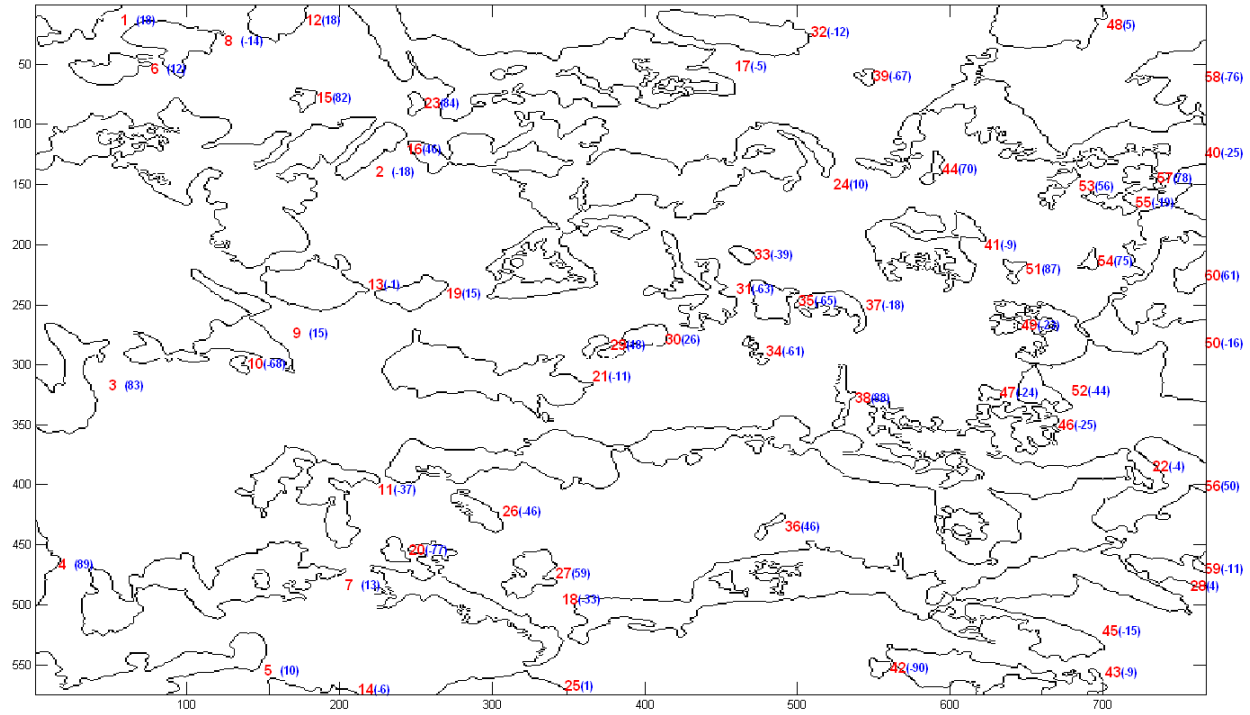 1 (18) 12(18) 32(-12) 48(5)
8 (-14)
6 (12) 17(-5) 39(-67) 58(-76)
50
15(82) 23(84)
100
16(46) 40(-25)
2 (-18) 44(70)
150 24(10) 53(56) 57(78)
55(-19)
200 33(-39) 41(-9) 54(75)
13(-1) 19(15) 31(-63) 51(87) 60(61)
250 35(-65) 37(-18)
9 (15) 49(-23)
29(48) 30(26) 34(-61) 50(-16)
300 10(-68)
3 (83) 21(-11) 38(88) 47(-24) 52(-44)
350 46(-25)
22(-4)
400 11(-37) 56(50)
26(-46) 36(46)
450 20(-77)
4 (89) 27(59) 59(-11)
7 (13) 28(4)
500 18(-33)
45(-15)
550 5 (10) 42(-90) 43(-9)
14(-6) 25(1)
100 200 300 400 500 600 700